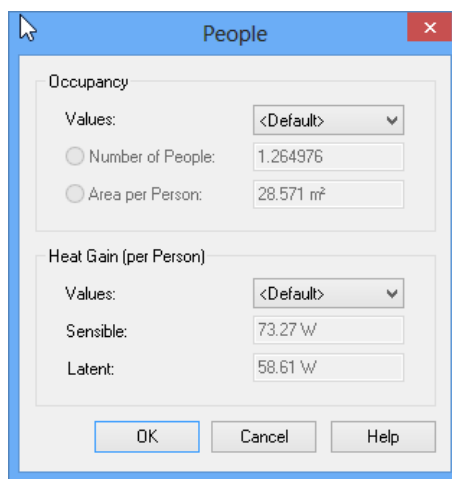 People
Occupancy
Values: <Default>
Number of People: 1.264976
Area per Person: 28.571 m²
Heat Gain (per Person)
Values: <Default>
Sensible: 73.27 W
Latent: 58.61 W
OK Cancel Help